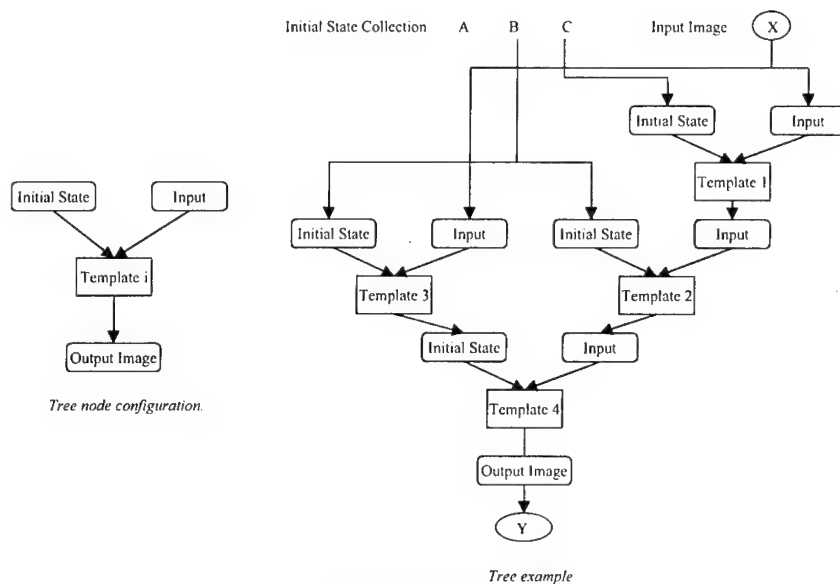 Initial State Collection A B C Input Image X
Initial State Input
Template 1
Initial State Input
Template i
Output Image
Tree node configuration.
Initial State Input Initial State Input
Template 3 Template 2
Initial State Input
Template 4
Output Image
Y
Tree example